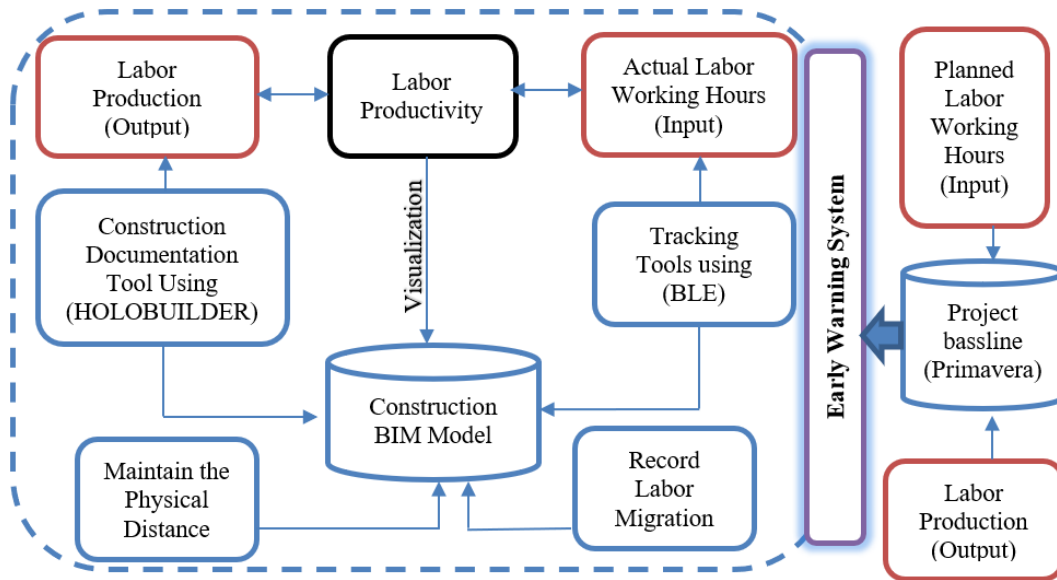 Labor
Production
(Output)
Labor
Productivity
Actual Labor
Working Hours
(Input)
Planned
Labor
Working
Hours
(Input)
Construction
Documentation
Tool Using
(HOLOBUILDER)
Visualization
Tracking
Tools using
(BLE)
Early Warning System
Project
bassline
(Primavera)
Construction
BIM Model
Maintain the
Physical
Distance
Record
Labor
Migration
Labor
Production
(Output)